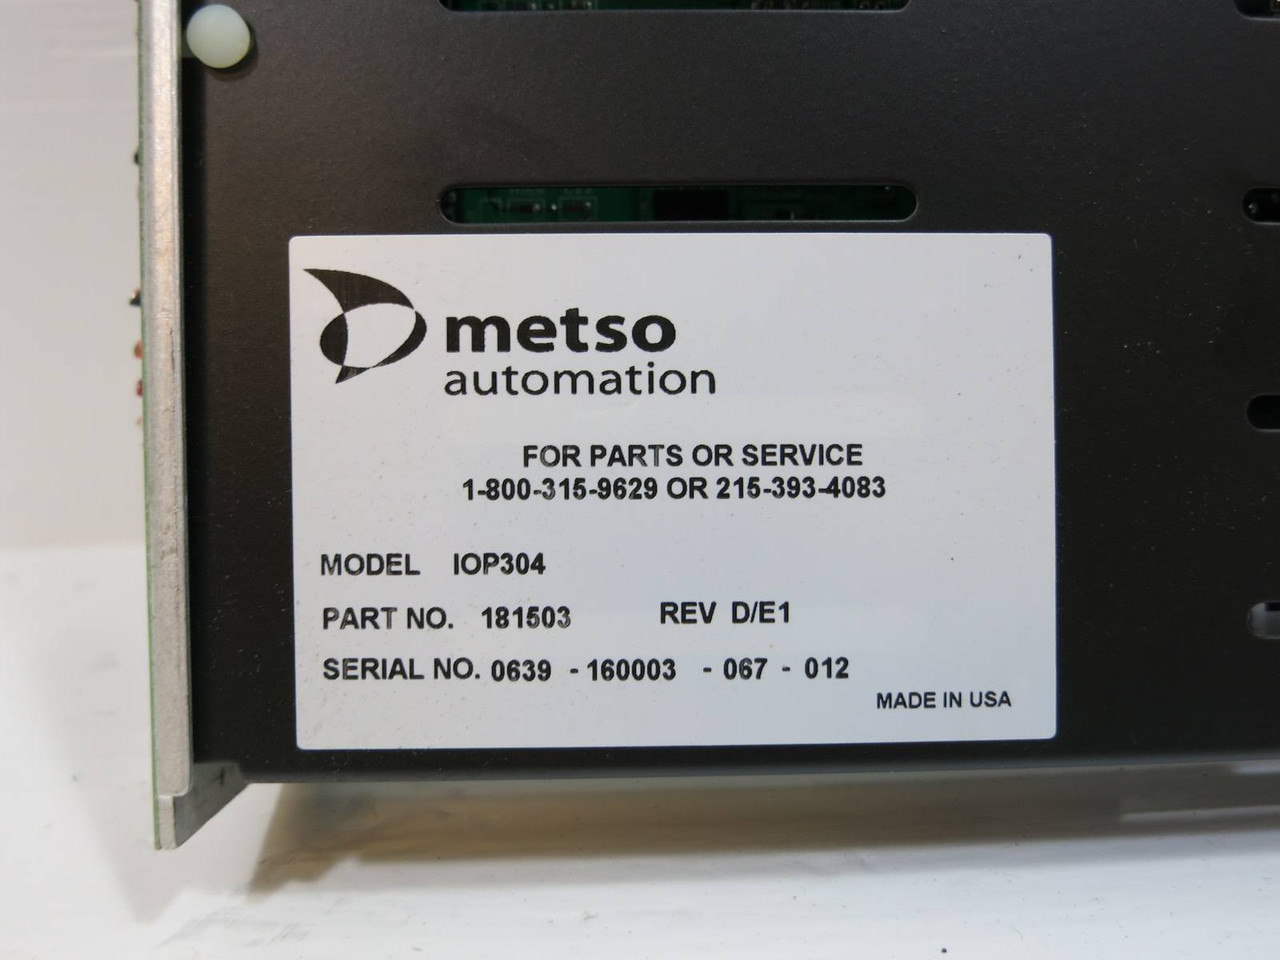 metso
automation
FOR PARTS OR SERVICE
1-800-315-9629 OR 215-393-4083
MODEL IOP304
PART NO. 181503 REV D/E1
SERIAL NO. 0639 - 160003 - 067 - 012
MADE IN USA